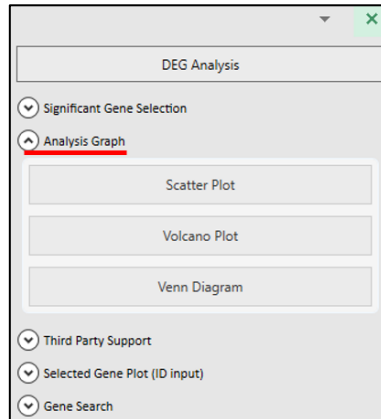 DEG Analysis
Significant Gene Selection
Analysis Graph
Scatter Plot
Volcano Plot
Venn Diagram
Third Party Support
Selected Gene Plot (ID input)
Gene Search